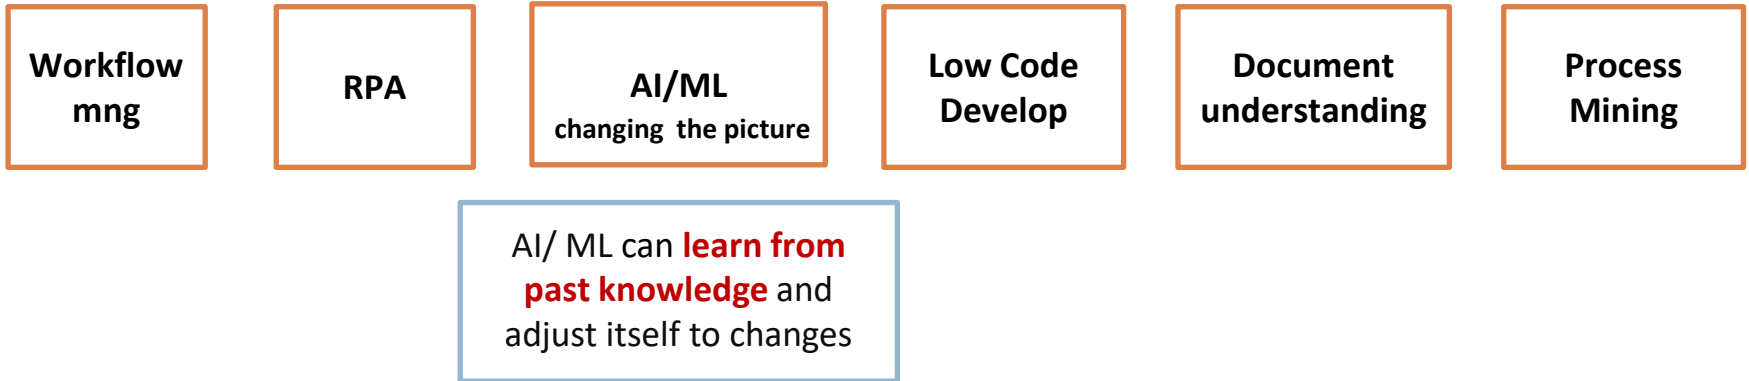 Workflow
mng
RPA
AI/ML
changing the picture
Low Code
Develop
Document
understanding
Process
Mining
AI/ ML can learn from
past knowledge and
adjust itself to changes